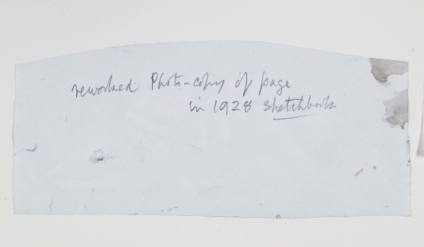 reworked Photo-copy of page
in 1928 Sketchbook